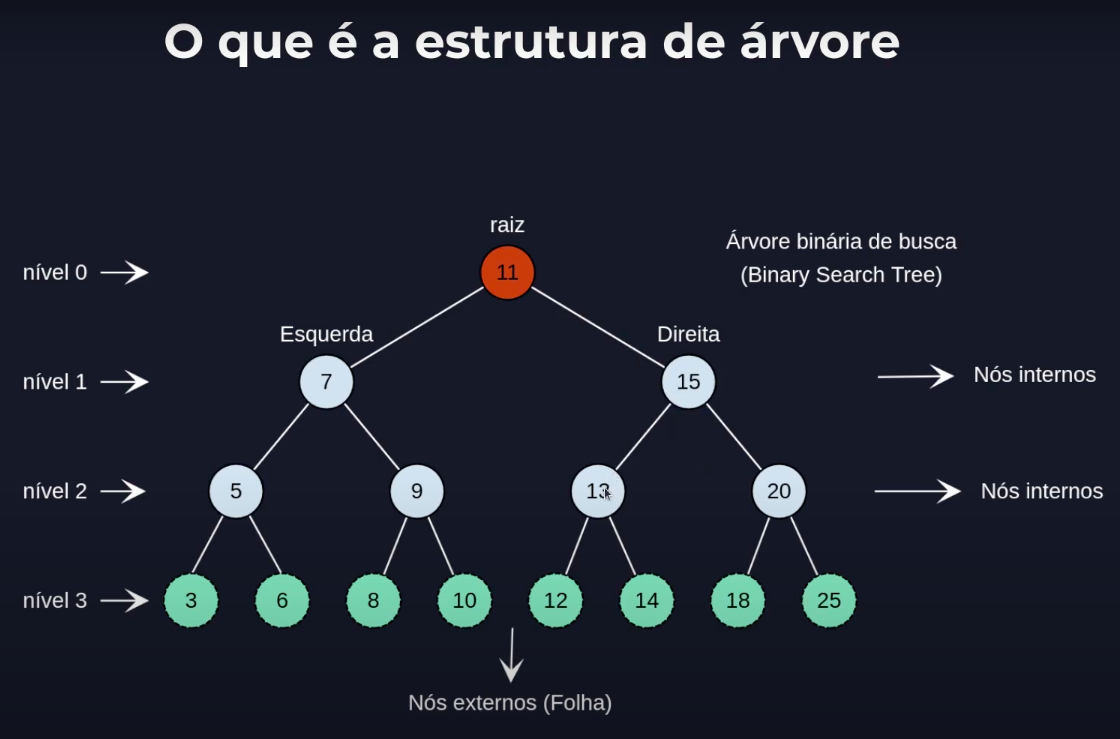 O que é a estrutura de árvore
raiz
Árvore binária de busca
(Binary Search Tree)
nível 0
11
Esquerda
Direita
nível 1
7
15
Nós internos
nível 2
5
9
13
20
Nós internos
nível 3
3
6
8
10
12
14
18
25
Nós externos (Folha)